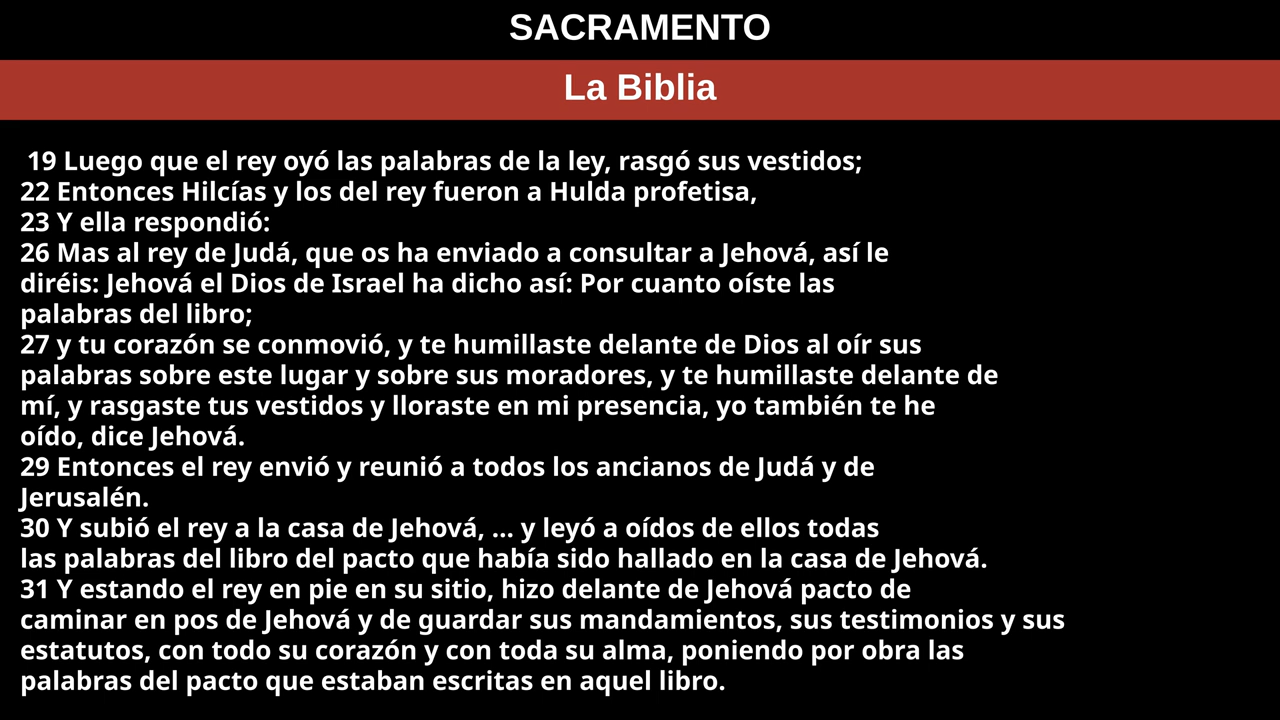 SACRAMENTO
La Biblia
19 Luego que el rey oyó las palabras de la ley, rasgó sus vestidos;
22 Entonces Hilcías y los del rey fueron a Hulda profetisa,
23 Y ella respondió:
26 Mas al rey de Judá, que os ha enviado a consultar a Jehová, así le
diréis: Jehová el Dios de Israel ha dicho así: Por cuanto oíste las
palabras del libro;
27 y tu corazón se conmovió, y te humillaste delante de Dios al oír sus
palabras sobre este lugar y sobre sus moradores, y te humillaste delante de
mí, y rasgaste tus vestidos y lloraste en mi presencia, yo también te he
oído, dice Jehová.
29 Entonces el rey envió y reunió a todos los ancianos de Judá y de
Jerusalén.
30 Y subió el rey a la casa de Jehová, ... y leyó a oídos de ellos todas
las palabras del libro del pacto que había sido hallado en la casa de Jehová.
31 Y estando el rey en pie en su sitio, hizo delante de Jehová pacto de
caminar en pos de Jehová y de guardar sus mandamientos, sus testimonios y sus
estatutos, con todo su corazón y con toda su alma, poniendo por obra las
palabras del pacto que estaban escritas en aquel libro.